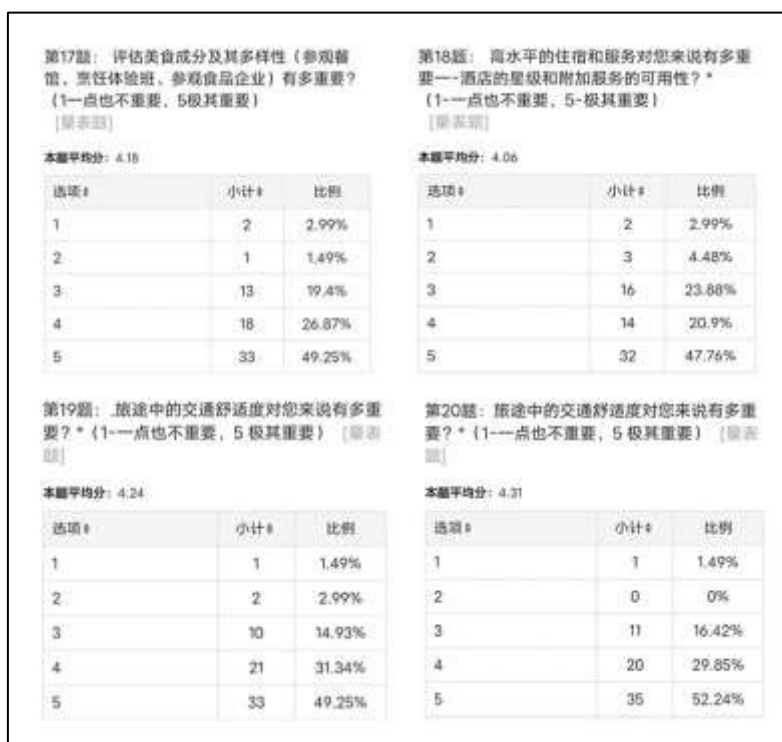 第17题： 评估美食成分及其多样性（参观餐
馆、烹饪体验班、参观食品企业）有多重要？
（1一点也不重要，5极其重要）
[量表题]
本题平均分：4.18
选项 小计 比例
1 2 2.99%
2 1 1.49%
3 13 19.4%
4 18 26.87%
5 33 49.25%
第18题： 高水平的住宿和服务对您来说有多重
要一--酒店的星级和附加服务的可用性？*
（1-一点也不重要，5-极其重要）
[量表题]
本题平均分：4.06
选项 小计 比例
1 2 2.99%
2 3 4.48%
3 16 23.88%
4 14 20.9%
5 32 47.76%
第19题： .旅途中的交通舒适度对您来说有多重
要？*（1-一点也不重要，5 极其重要） [量表
题]
本题平均分：4.24
选项 小计 比例
1 1 1.49%
2 2 2.99%
3 10 14.93%
4 21 31.34%
5 33 49.25%
第20题：旅途中的交通舒适度对您来说有多重
要？*（1-一点也不重要，5 极其重要） [量表
题]
本题平均分：4.31
选项 小计 比例
1 1 1.49%
2 0 0%
3 11 16.42%
4 20 29.85%
5 35 52.24%